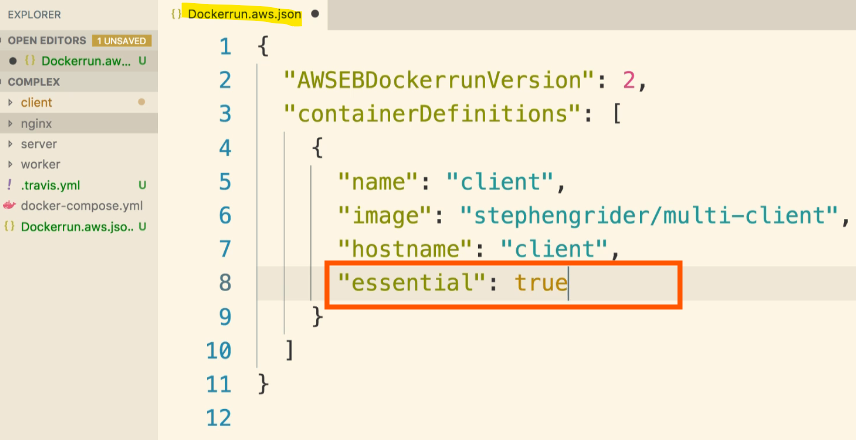 EXPLORER
OPEN EDITORS 1 UNSAVED
{} Dockerrun.aw... U
COMPLEX
client
nginx
server
worker
! .travis.yml U
docker-compose.yml
{} Dockerrun.aws.jso.. U
{} Dockerrun.aws.json
1 {
2 "AWSEBDockerrunVersion": 2,
3 "containerDefinitions": [
4 {
5 "name": "client",
6 "image": "stephengrider/multi-client",
7 "hostname": "client",
8 "essential": true
9 }
10 ]
11 }
12